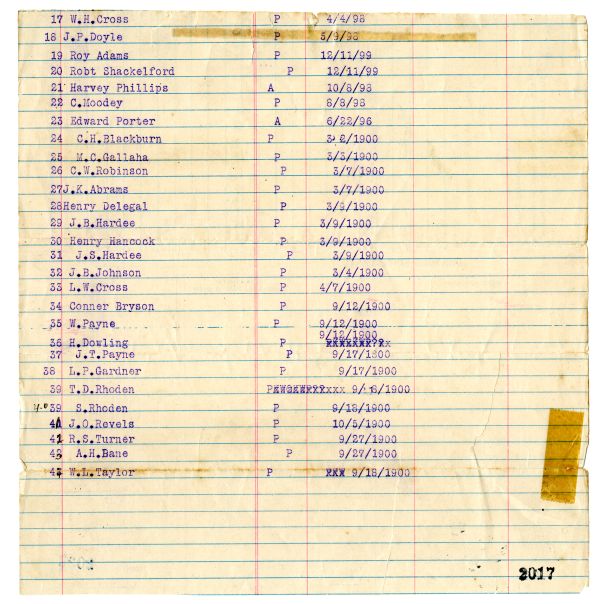 17 W.H.Cross P 4/4/98
18 J.P.Doyle P 5/9/98
19 Roy Adams P 12/11/99
20 Robt Shackelford P 12/11/99
21 Harvey Phillips A 10/8/98
22 C.Moodey P 8/8/98
23 Edward Porter A 6/22/98
24 C.H.Blackburn P 2/1900
25 M.C.Gallaha P 3/3/1900
26 C.W.Robinson P 3/7/1900
27 J.K.Abrams P 3/7/1900
28 Henry Delegal P 3/9/1900
29 J.B.Hardee P 3/9/1900
30 Henry Hancock P 3/9/1900
31 J.S.Hardee P 3/9/1900
32 J.B.Johnson P 3/4/1900
33 L.W.Cross P 4/7/1900
34 Conner Bryson P 9/12/1900
35 W.Payne P 9/12/1900
9/12/1900
36 H.Dowling P
37 J.T.Payne P 9/17/1800
38 L.P.Gardner P 9/17/1900
39 T.D.Rhoden P 9/18/1900
40 39 S.Rhoden P 9/18/1900
41 J.O.Revels P 10/5/1900
42 R.S.Turner P 9/27/1900
43 A.H.Bane P 9/27/1900
W.L.Taylor P 9/18/1900
2017